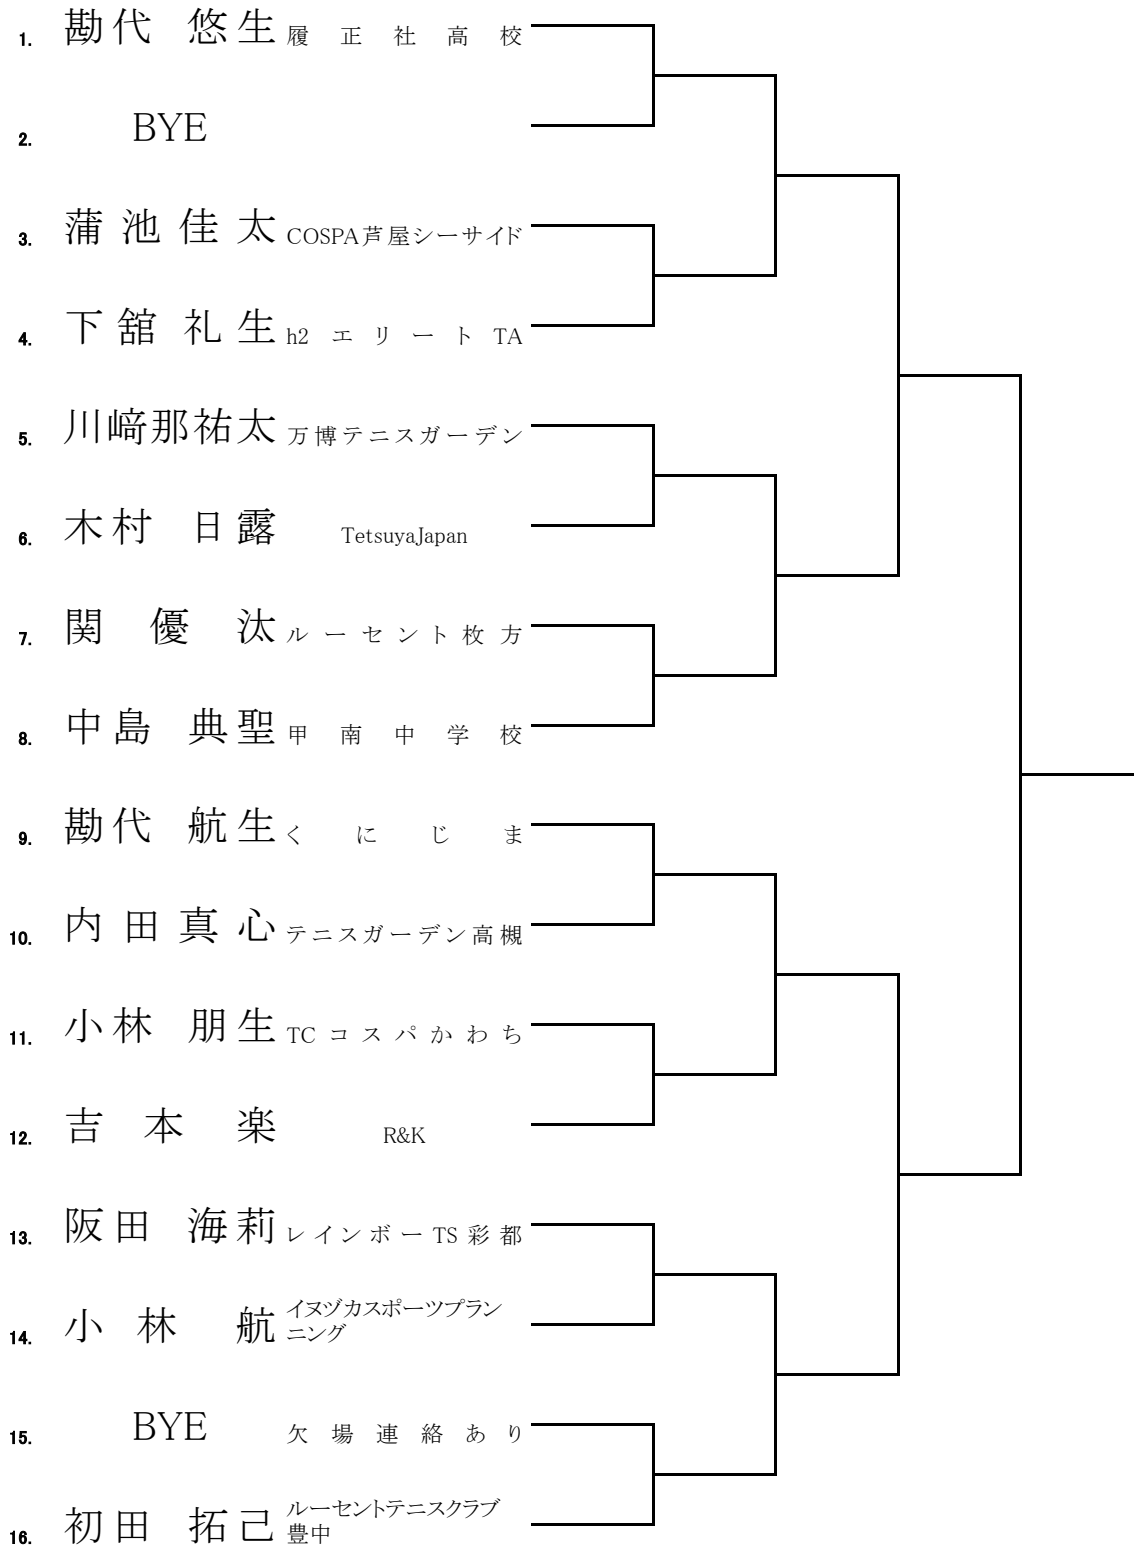 1. 勘代 悠生 履正社高校
2. BYE
3. 蒲池佳太 COSPA芦屋シーサイド
4. 下舘 礼生 h2エリートTA
5. 川﨑那祐太 万博テニスガーデン
6. 木村 日露 TetsuyaJapan
7. 関 優汰 ルーセント枚方
8. 中島 典聖 甲南中学校
9. 勘代 航生 くにじま
10. 内田真心 テニスガーデン高槻
11. 小林 朋生 TCコスパかわち
12. 吉本 楽 R&K
13. 阪田 海莉 レインボーTS彩都
14. 小林 航 イヌヅカスポーツプラン
ニング
15. BYE 欠場連絡あり
16. 初田 拓己 ルーセントテニスクラブ
豊中